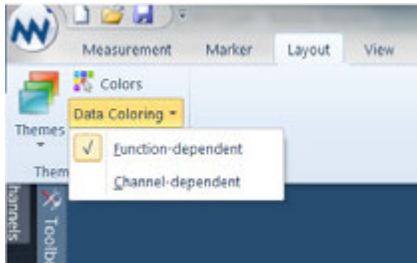 Measurement Marker Layout View
Colors
Data Coloring
Themes
Function-dependent
Channel-dependent
Them
hannels
Toolb